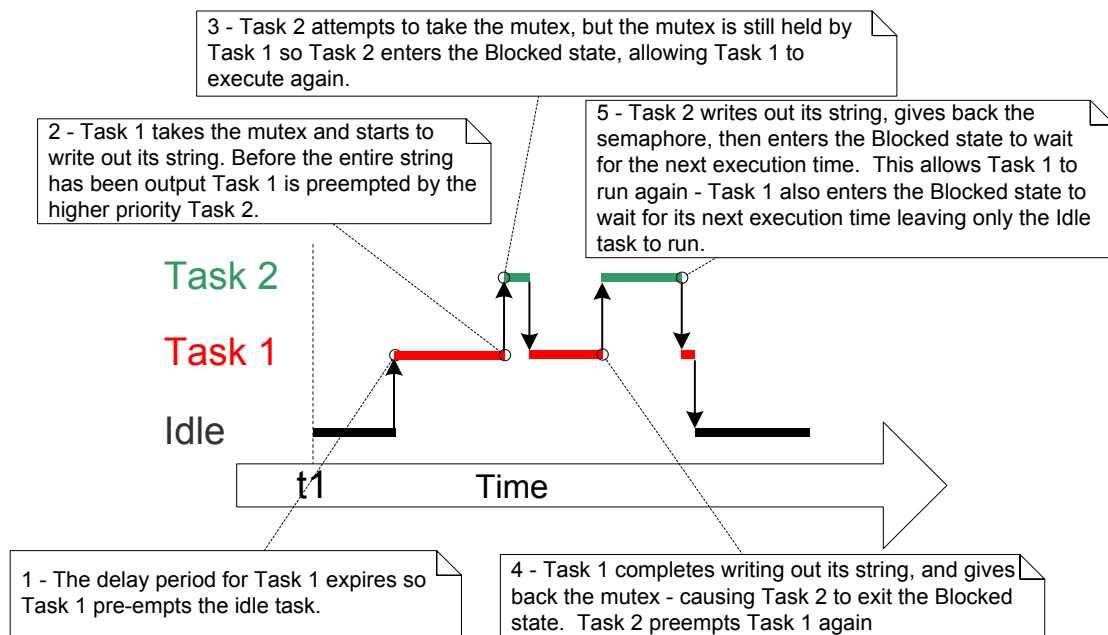 3 - Task 2 attempts to take the mutex, but the mutex is still held by
Task 1 so Task 2 enters the Blocked state, allowing Task 1 to
execute again.
2 - Task 1 takes the mutex and starts to
write out its string. Before the entire string
has been output Task 1 is preempted by the
higher priority Task 2.
5 - Task 2 writes out its string, gives back the
semaphore, then enters the Blocked state to wait
for the next execution time.  This allows Task 1 to
run again - Task 1 also enters the Blocked state to
wait for its next execution time leaving only the Idle
task to run.
Task 2
Task 1
Idle
t1
Time
1 - The delay period for Task 1 expires so
Task 1 pre-empts the idle task.
4 - Task 1 completes writing out its string, and gives
back the mutex - causing Task 2 to exit the Blocked
state.  Task 2 preempts Task 1 again